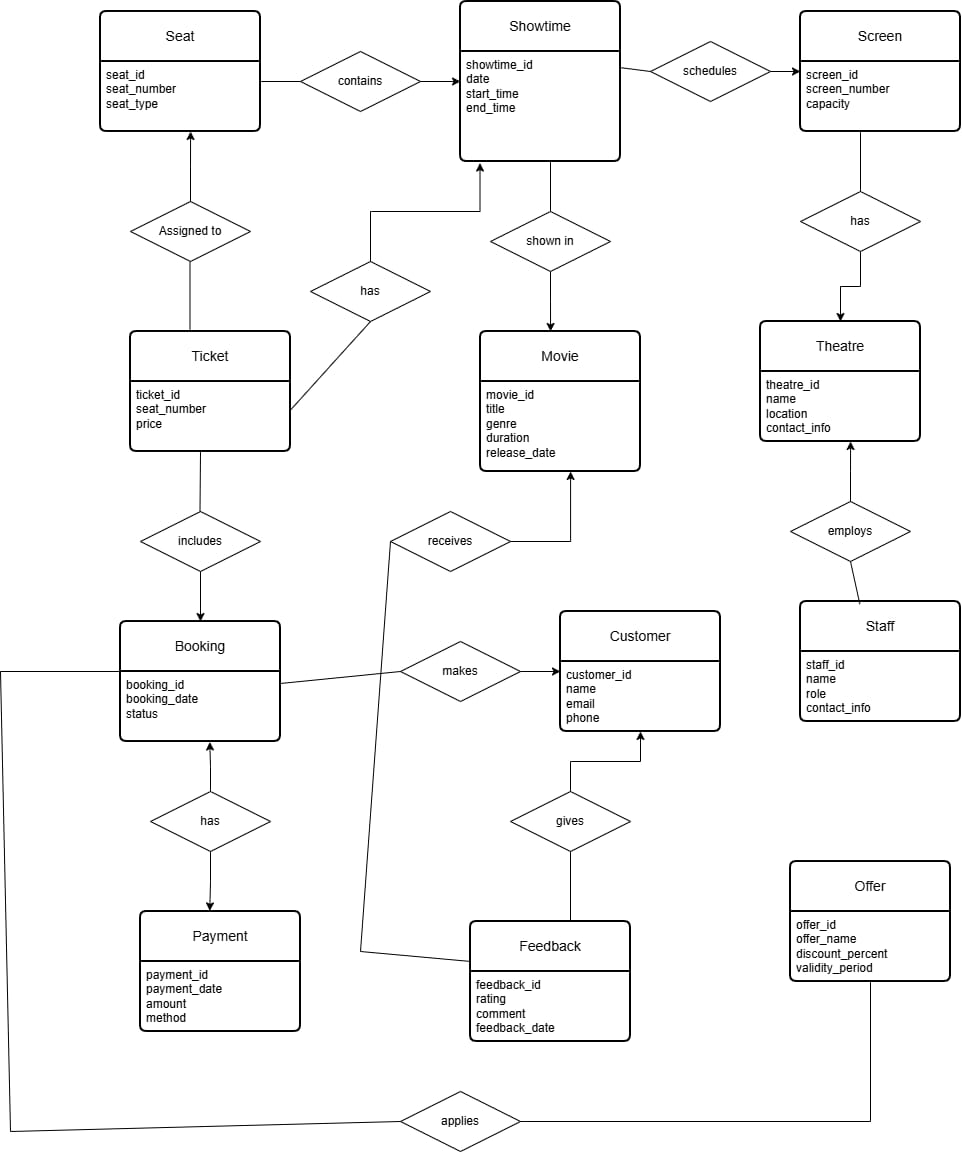 Seat
seat_id
seat_number
seat_type
contains
Showtime
showtime_id
date
start_time
end_time
schedules
Screen
screen_id
screen_number
capacity
Assigned to
has
shown in
has
Ticket
ticket_id
seat_number
price
Movie
movie_id
title
genre
duration
release_date
Theatre
theatre_id
name
location
contact_info
includes
receives
employs
Booking
booking_id
booking_date
status
makes
Customer
customer_id
name
email
phone
Staff
staff_id
name
role
contact_info
has
gives
Payment
payment_id
payment_date
amount
method
Feedback
feedback_id
rating
comment
feedback_date
Offer
offer_id
offer_name
discount_percent
validity_period
applies